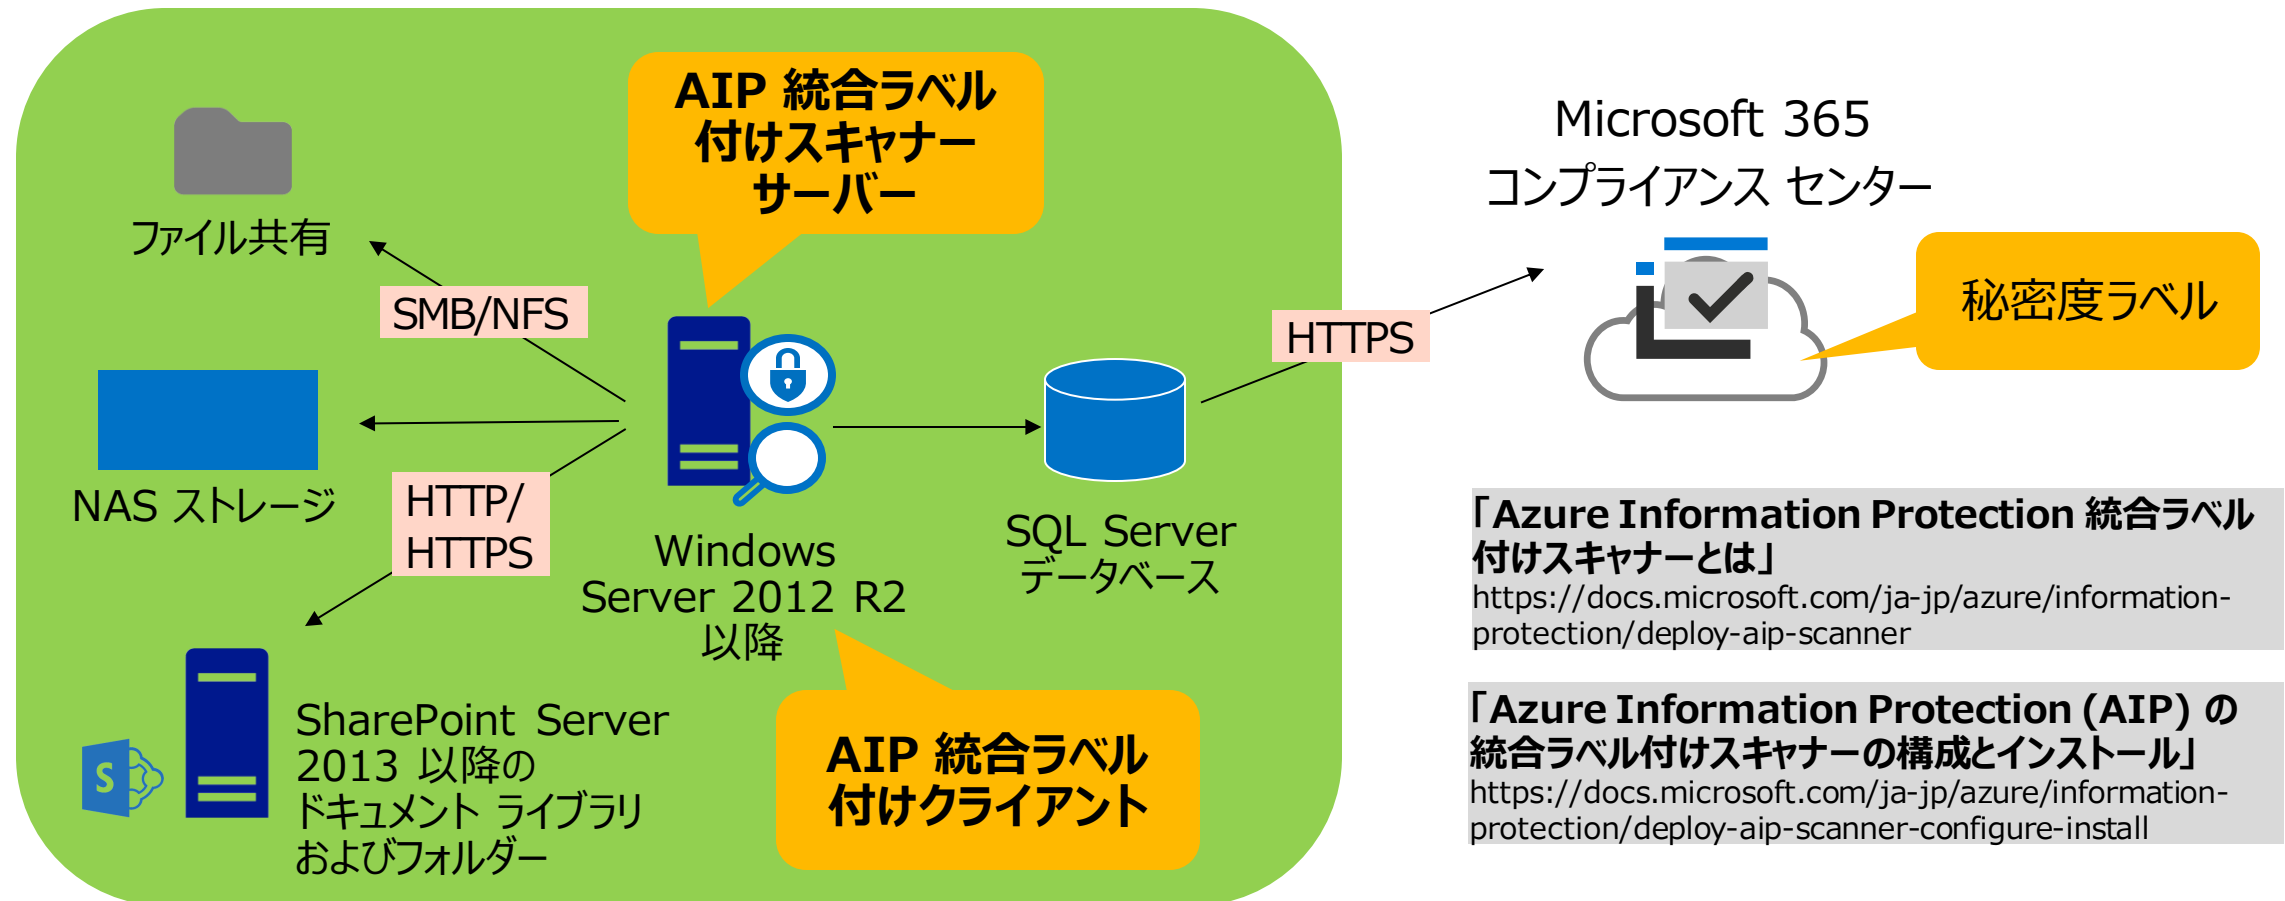 AIP 統合ラベル
付けスキャナー
サーバー
ファイル共有
SMB/NFS
NAS ストレージ
HTTP/
HTTPS
Windows
Server 2012 R2
以降
SQL Server
データベース
HTTPS
Microsoft 365
コンプライアンス センター
秘密度ラベル
S
SharePoint Server
2013 以降の
ドキュメント ライブラリ
およびフォルダー
AIP 統合ラベル
付けクライアント
「Azure Information Protection 統合ラベル
付けスキャナーとは」
https://docs.microsoft.com/ja-jp/azure/information-
protection/deploy-aip-scanner
「Azure Information Protection (AIP) の
統合ラベル付けスキャナーの構成とインストール」
https://docs.microsoft.com/ja-jp/azure/information-
protection/deploy-aip-scanner-configure-install